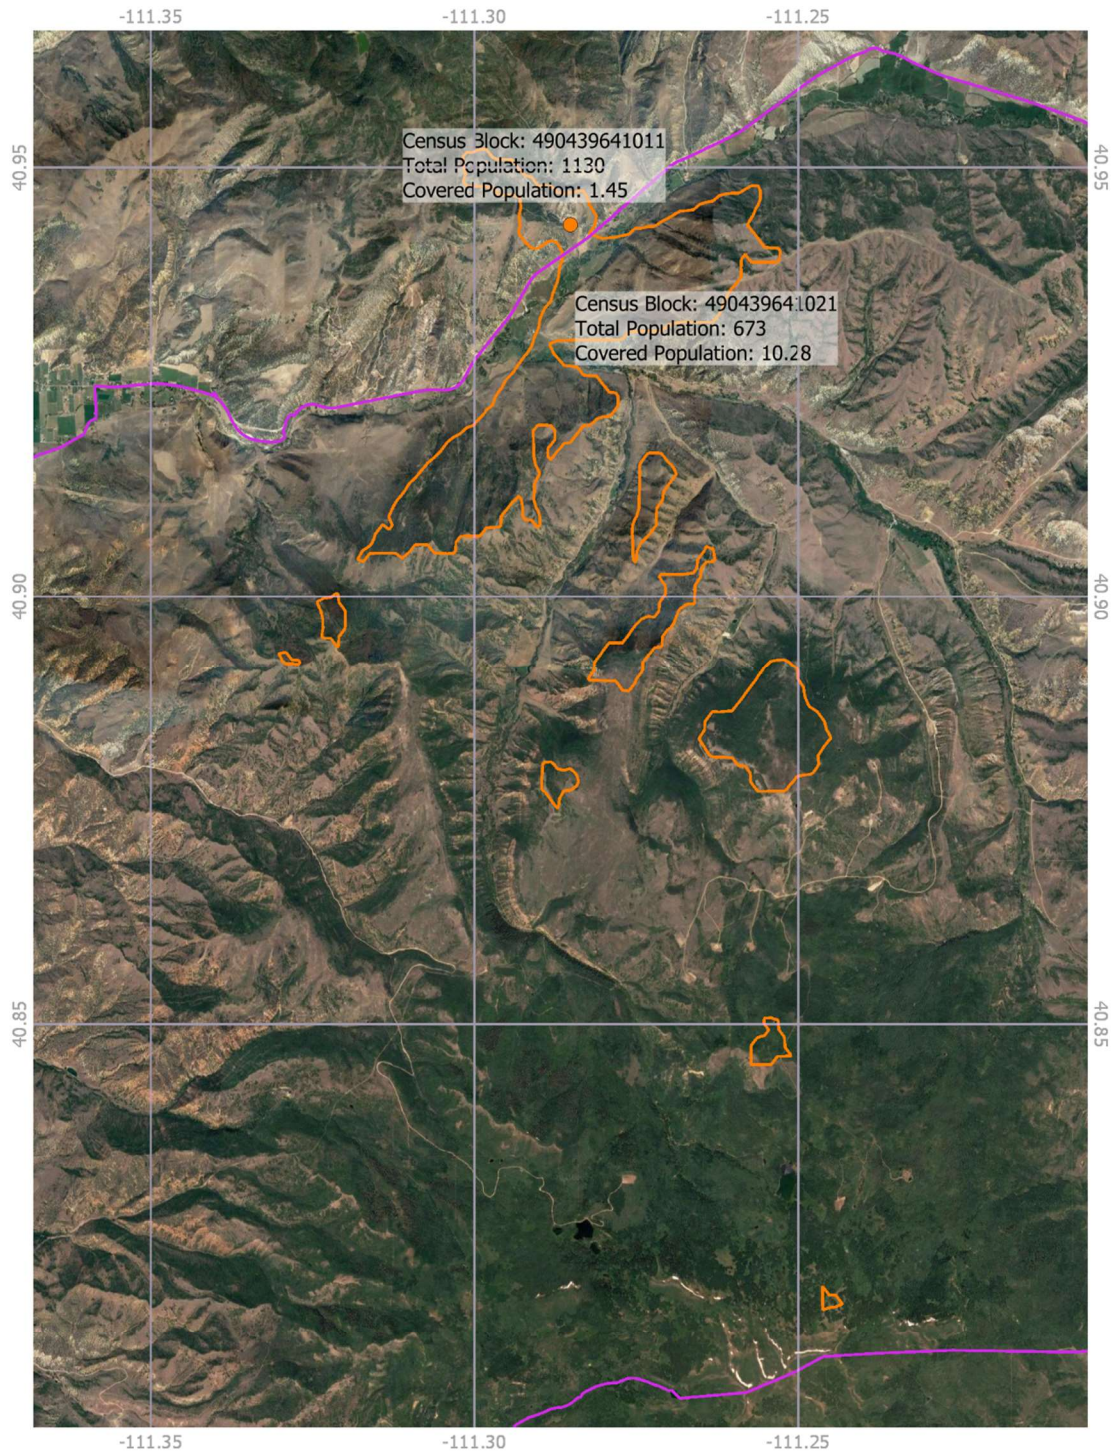 -111.35 -111.30 -111.25
Census Block: 490439641011
40.95 Total Population: 1130 40.95
Covered Population: 1.45
Census Block: 490439641021
Total Population: 673
Covered Population: 10.28
40.90 40.90
40.85 40.85
-111.35 -111.30 -111.25